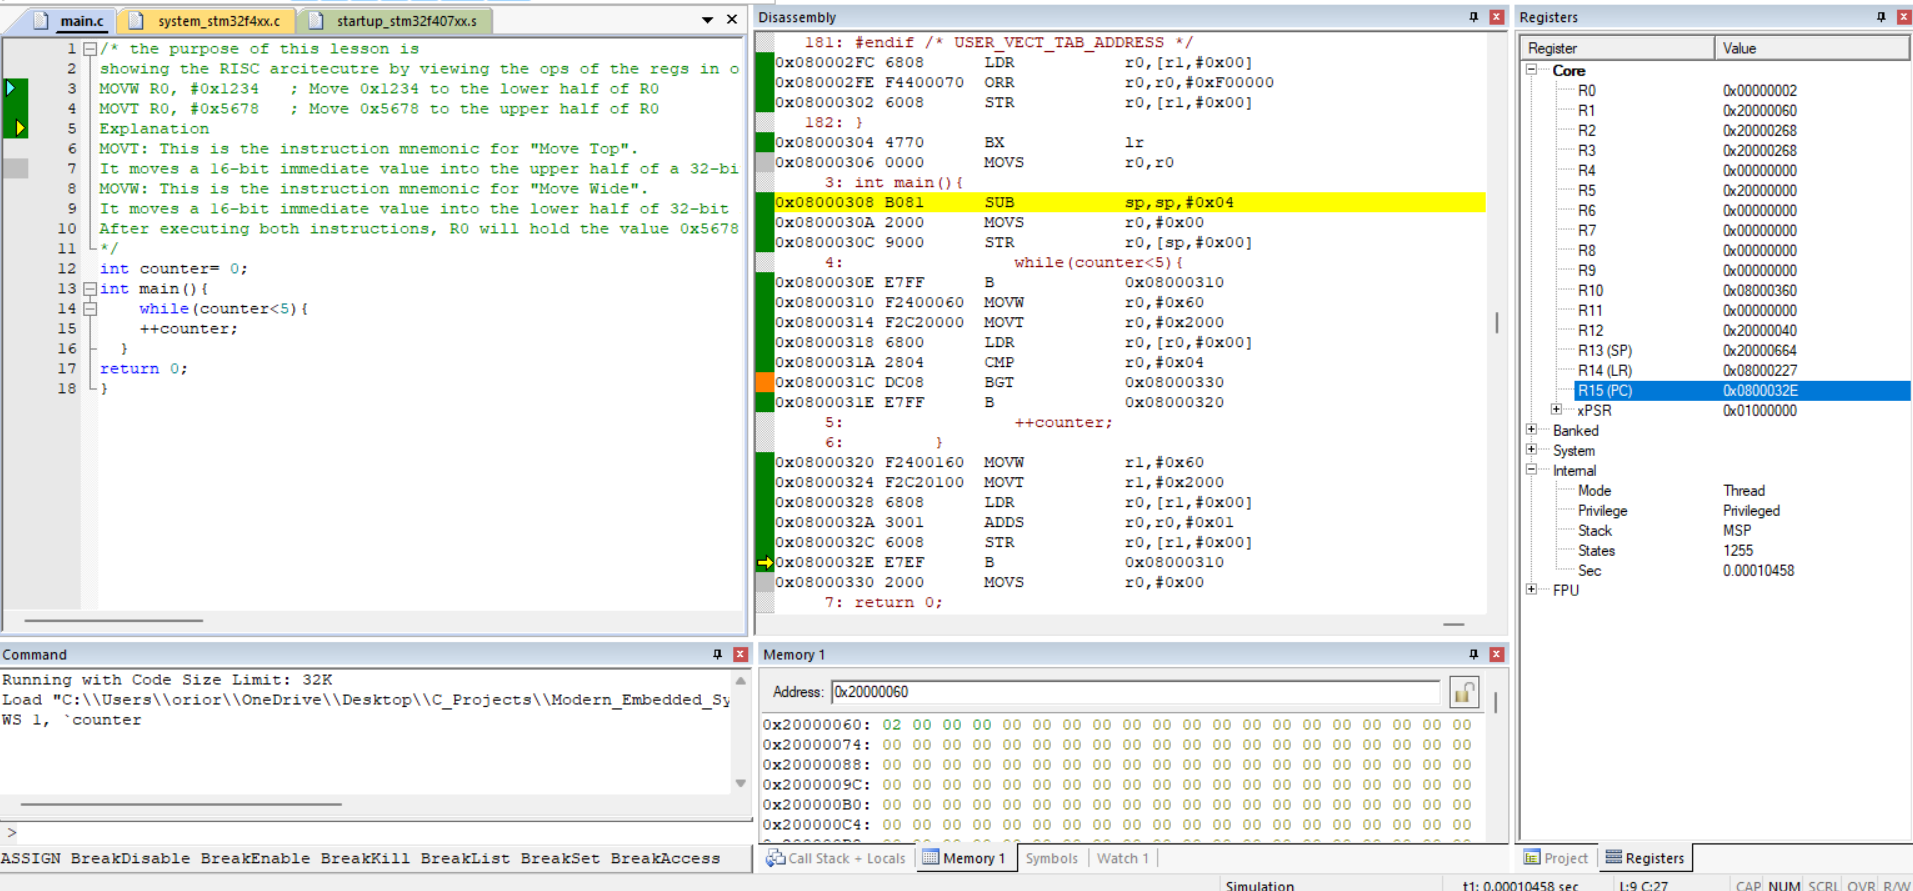 main.c system_stm32f4xx.c startup_stm32f407xx.s
1 /* the purpose of this lesson is
2 showing the RISC arcitecutre by viewing the ops of the regs in o
3 MOVW R0, #0x1234 ; Move 0x1234 to the lower half of R0
4 MOVT R0, #0x5678 ; Move 0x5678 to the upper half of R0
5 Explanation
6 MOVT: This is the instruction mnemonic for "Move Top".
7 It moves a 16-bit immediate value into the upper half of a 32-bi
8 MOVW: This is the instruction mnemonic for "Move Wide".
9 It moves a 16-bit immediate value into the lower half of 32-bit
10 After executing both instructions, R0 will hold the value 0x5678
11 */
12 int counter= 0;
13 int main(){
14 while(counter<5){
15 ++counter;
16 }
17 return 0;
18 }
Disassembly
181: #endif /* USER_VECT_TAB_ADDRESS */
0x080002FC 6808 LDR r0,[r1,#0x00]
0x080002FE F4400070 ORR r0,r0,#0xF00000
0x08000302 6008 STR r0,[r1,#0x00]
182: }
0x08000304 4770 BX lr
0x08000306 0000 MOVS r0,r0
3: int main(){
0x08000308 B081 SUB sp,sp,#0x04
0x0800030A 2000 MOVS r0,#0x00
0x0800030C 9000 STR r0,[sp,#0x00]
4: while(counter<5){
0x0800030E E7FF B 0x08000310
0x08000310 F2400060 MOVW r0,#0x60
0x08000314 F2C20000 MOVT r0,#0x2000
0x08000318 6800 LDR r0,[r0,#0x00]
0x0800031A 2804 CMP r0,#0x04
0x0800031C DC08 BGT 0x08000330
0x0800031E E7FF B 0x08000320
5: ++counter;
6: }
0x08000320 F2400160 MOVW r1,#0x60
0x08000324 F2C20100 MOVT r1,#0x2000
0x08000328 6808 LDR r0,[r1,#0x00]
0x0800032A 3001 ADDS r0,r0,#0x01
0x0800032C 6008 STR r0,[r1,#0x00]
0x0800032E E7EF B 0x08000310
0x08000330 2000 MOVS r0,#0x00
7: return 0;
Registers
Register Value
Core
R0 0x00000002
R1 0x20000060
R2 0x20000268
R3 0x20000268
R4 0x00000000
R5 0x20000000
R6 0x00000000
R7 0x00000000
R8 0x00000000
R9 0x00000000
R10 0x08000360
R11 0x00000000
R12 0x20000040
R13 (SP) 0x20000664
R14 (LR) 0x08000227
R15 (PC) 0x0800032E
xPSR 0x01000000
Banked
System
Internal
Mode Thread
Privilege Privileged
Stack MSP
States 1255
Sec 0.00010458
FPU
Command
Running with Code Size Limit: 32K
Load "C:\\Users\\orior\\OneDrive\\Desktop\\C_Projects\\Modern_Embedded_Sy
WS 1, `counter
>
ASSIGN BreakDisable BreakEnable BreakKill BreakList BreakSet BreakAccess
Memory 1
Address: 0x20000060
0x20000060: 02 00 00 00 00 00 00 00 00 00 00 00 00 00 00 00 00 00 00 00
0x20000074: 00 00 00 00 00 00 00 00 00 00 00 00 00 00 00 00 00 00 00 00
0x20000088: 00 00 00 00 00 00 00 00 00 00 00 00 00 00 00 00 00 00 00 00
0x2000009C: 00 00 00 00 00 00 00 00 00 00 00 00 00 00 00 00 00 00 00 00
0x200000B0: 00 00 00 00 00 00 00 00 00 00 00 00 00 00 00 00 00 00 00 00
0x200000C4: 00 00 00 00 00 00 00 00 00 00 00 00 00 00 00 00 00 00 00 00
Call Stack + Locals Memory 1 Symbols Watch 1
Project Registers
Simulation t1: 0.00010458 sec L:9 C:27 CAP NUM SCRL OVR R/W